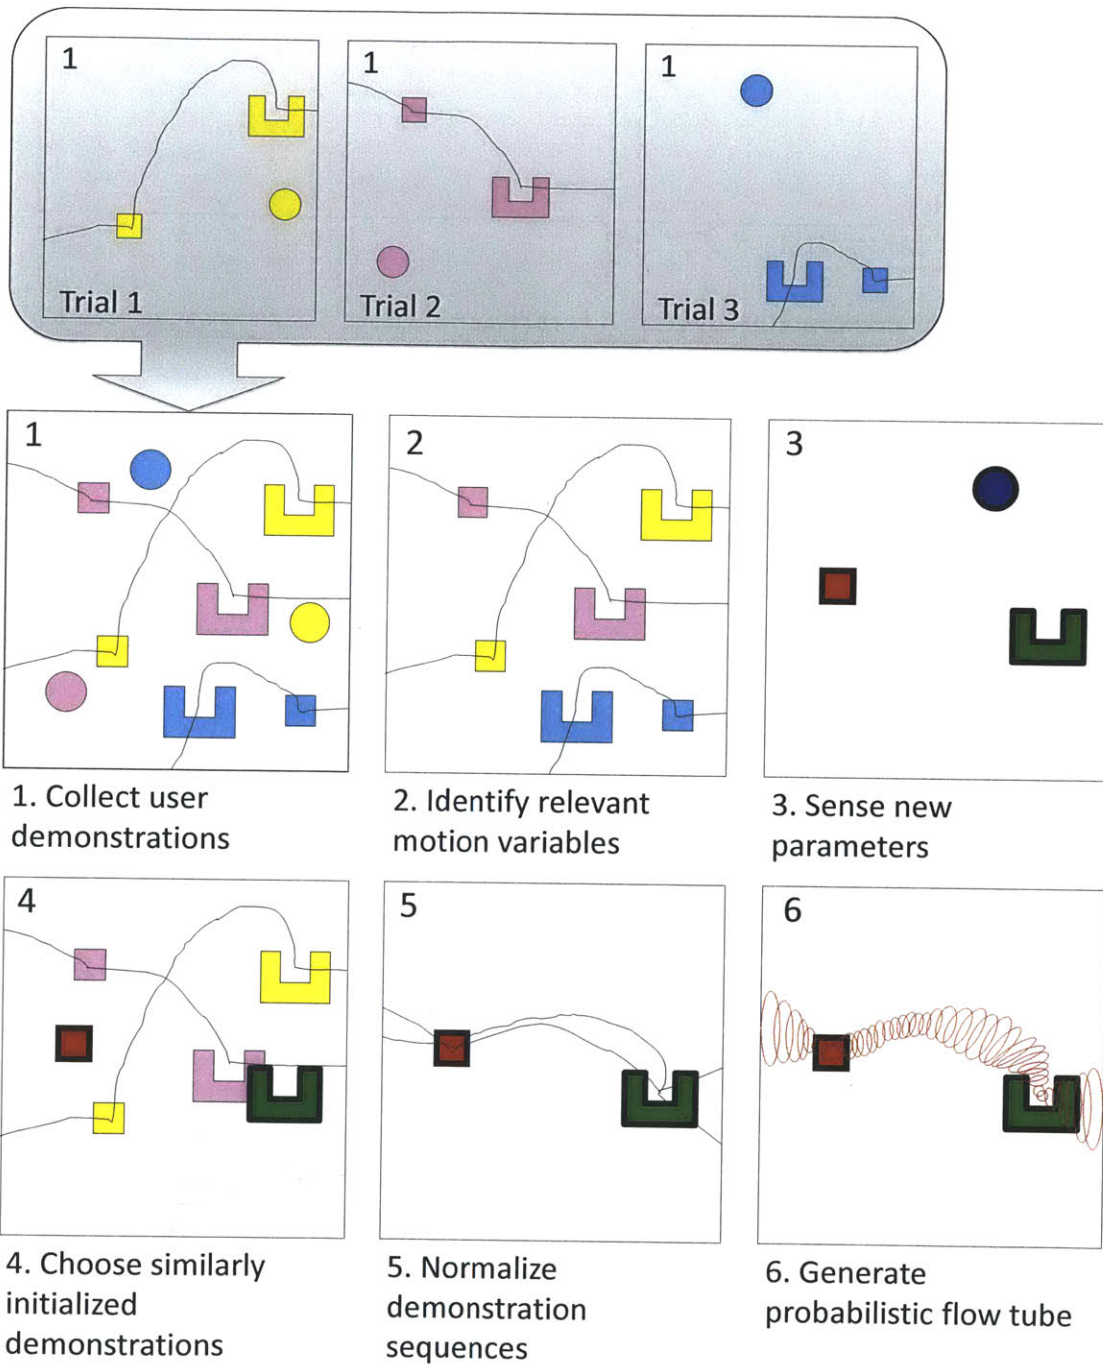 1
1
1
Trial 1
Trial 2
Trial 3
1
2
3
1. Collect user
demonstrations
2. Identify relevant
motion variables
3. Sense new
parameters
4
5
6
4. Choose similarly
initialized
demonstrations
5. Normalize
demonstration
sequences
6. Generate
probabilistic flow tube